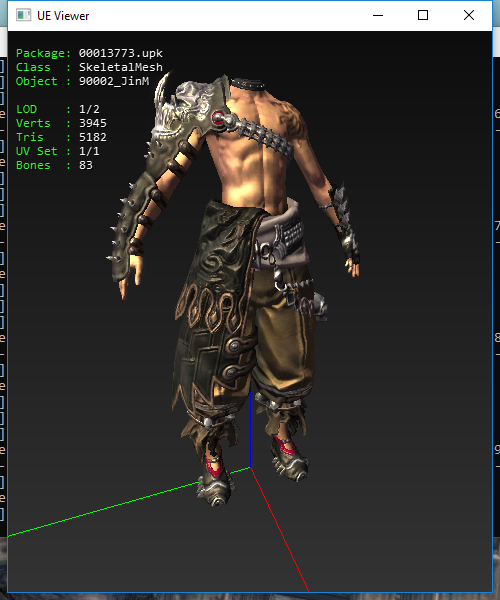 UE Viewer
Package: 00013773.upk
Class : SkeletalMesh
Object : 90002_JinM
LOD : 1/2
Verts : 3945
Tris : 5182
UV Set : 1/1
Bones : 83